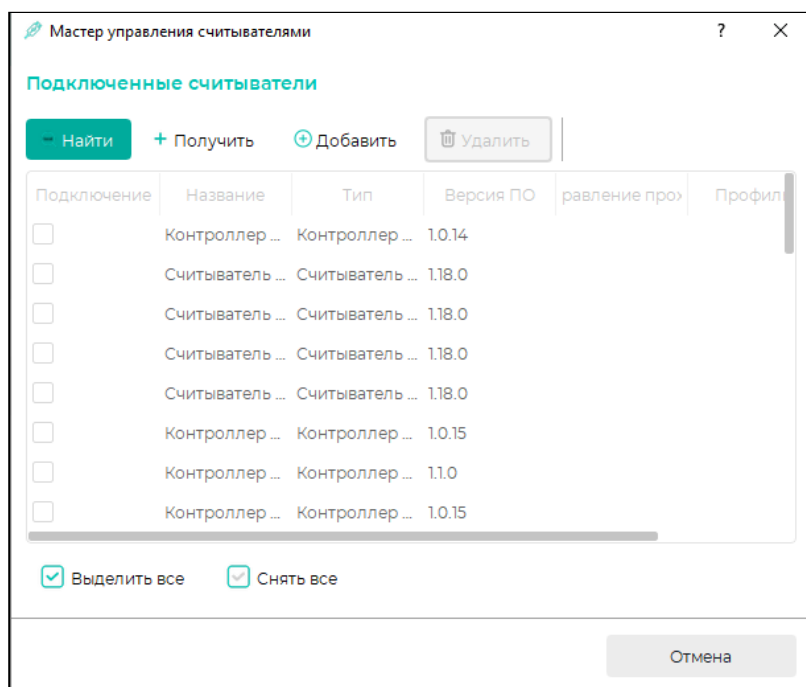 Мастер управления считывателями ?
Подключенные считыватели
Найти + Получить Добавить Удалить
Подключение Название Тип Версия ПО равление прох Профиль
Контроллер ... Контроллер ... 1.0.14
Считыватель ... Считыватель ... 1.18.0
Считыватель ... Считыватель ... 1.18.0
Считыватель ... Считыватель ... 1.18.0
Считыватель ... Считыватель ... 1.18.0
Контроллер ... Контроллер ... 1.0.15
Контроллер ... Контроллер ... 1.1.0
Контроллер ... Контроллер ... 1.0.15
Выделить все Снять все
Отмена